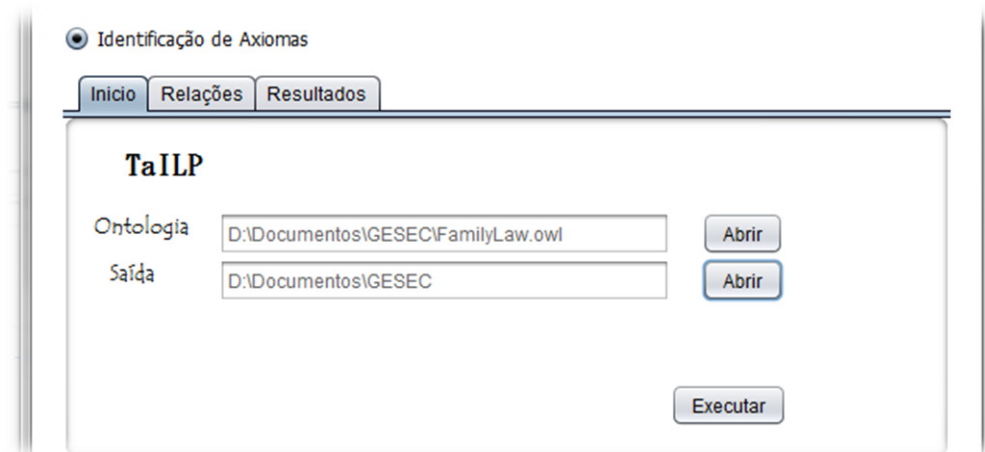 Identificação de Axiomas
Inicio Relações Resultados
TaILP
Ontologia D:\Documentos\GESEC\FamilyLaw.owl Abrir
Saída D:\Documentos\GESEC Abrir
Executar